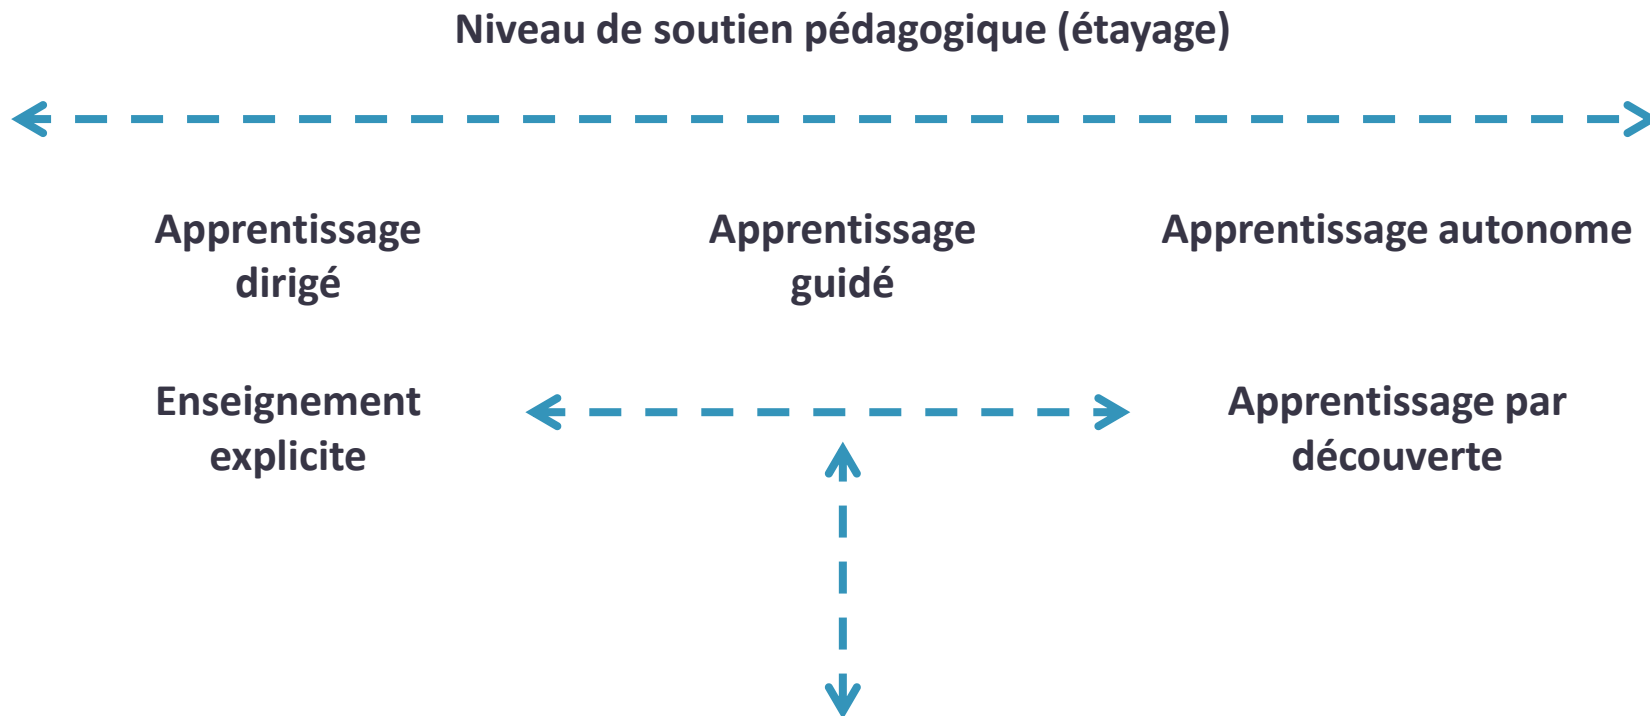 Niveau de soutien pédagogique (étayage)
Apprentissage
dirigé
Apprentissage
guidé
Apprentissage autonome
Enseignement
explicite
Apprentissage par
découverte